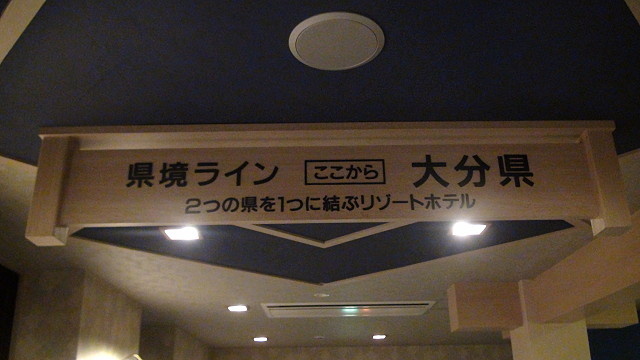 県境ライン ここから 大分県
2つの県を1つに結ぶリゾートホテル